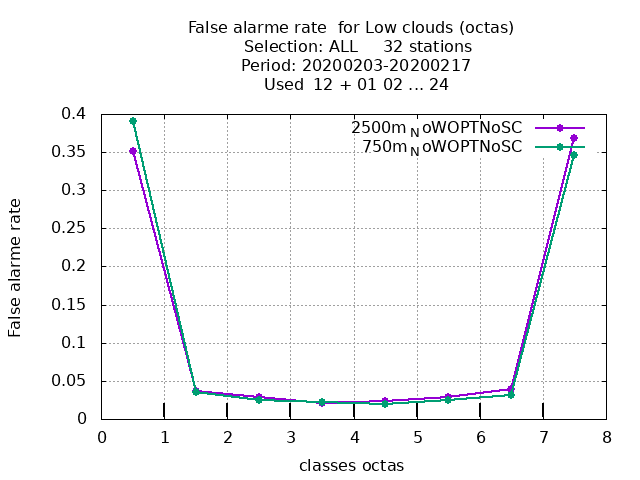 False alarme rate  for Low clouds (octas)
Selection: ALL     32 stations
Period: 20200203-20200217
Used  12 + 01 02 ... 24
2500m_NoWOPTNoSC
750m_NoWOPTNoSC
0.4
0.35
0.3
0.25
0.2
0.15
0.1
0.05
0
False alarme rate
0 1 2 3 4 5 6 7 8
classes octas